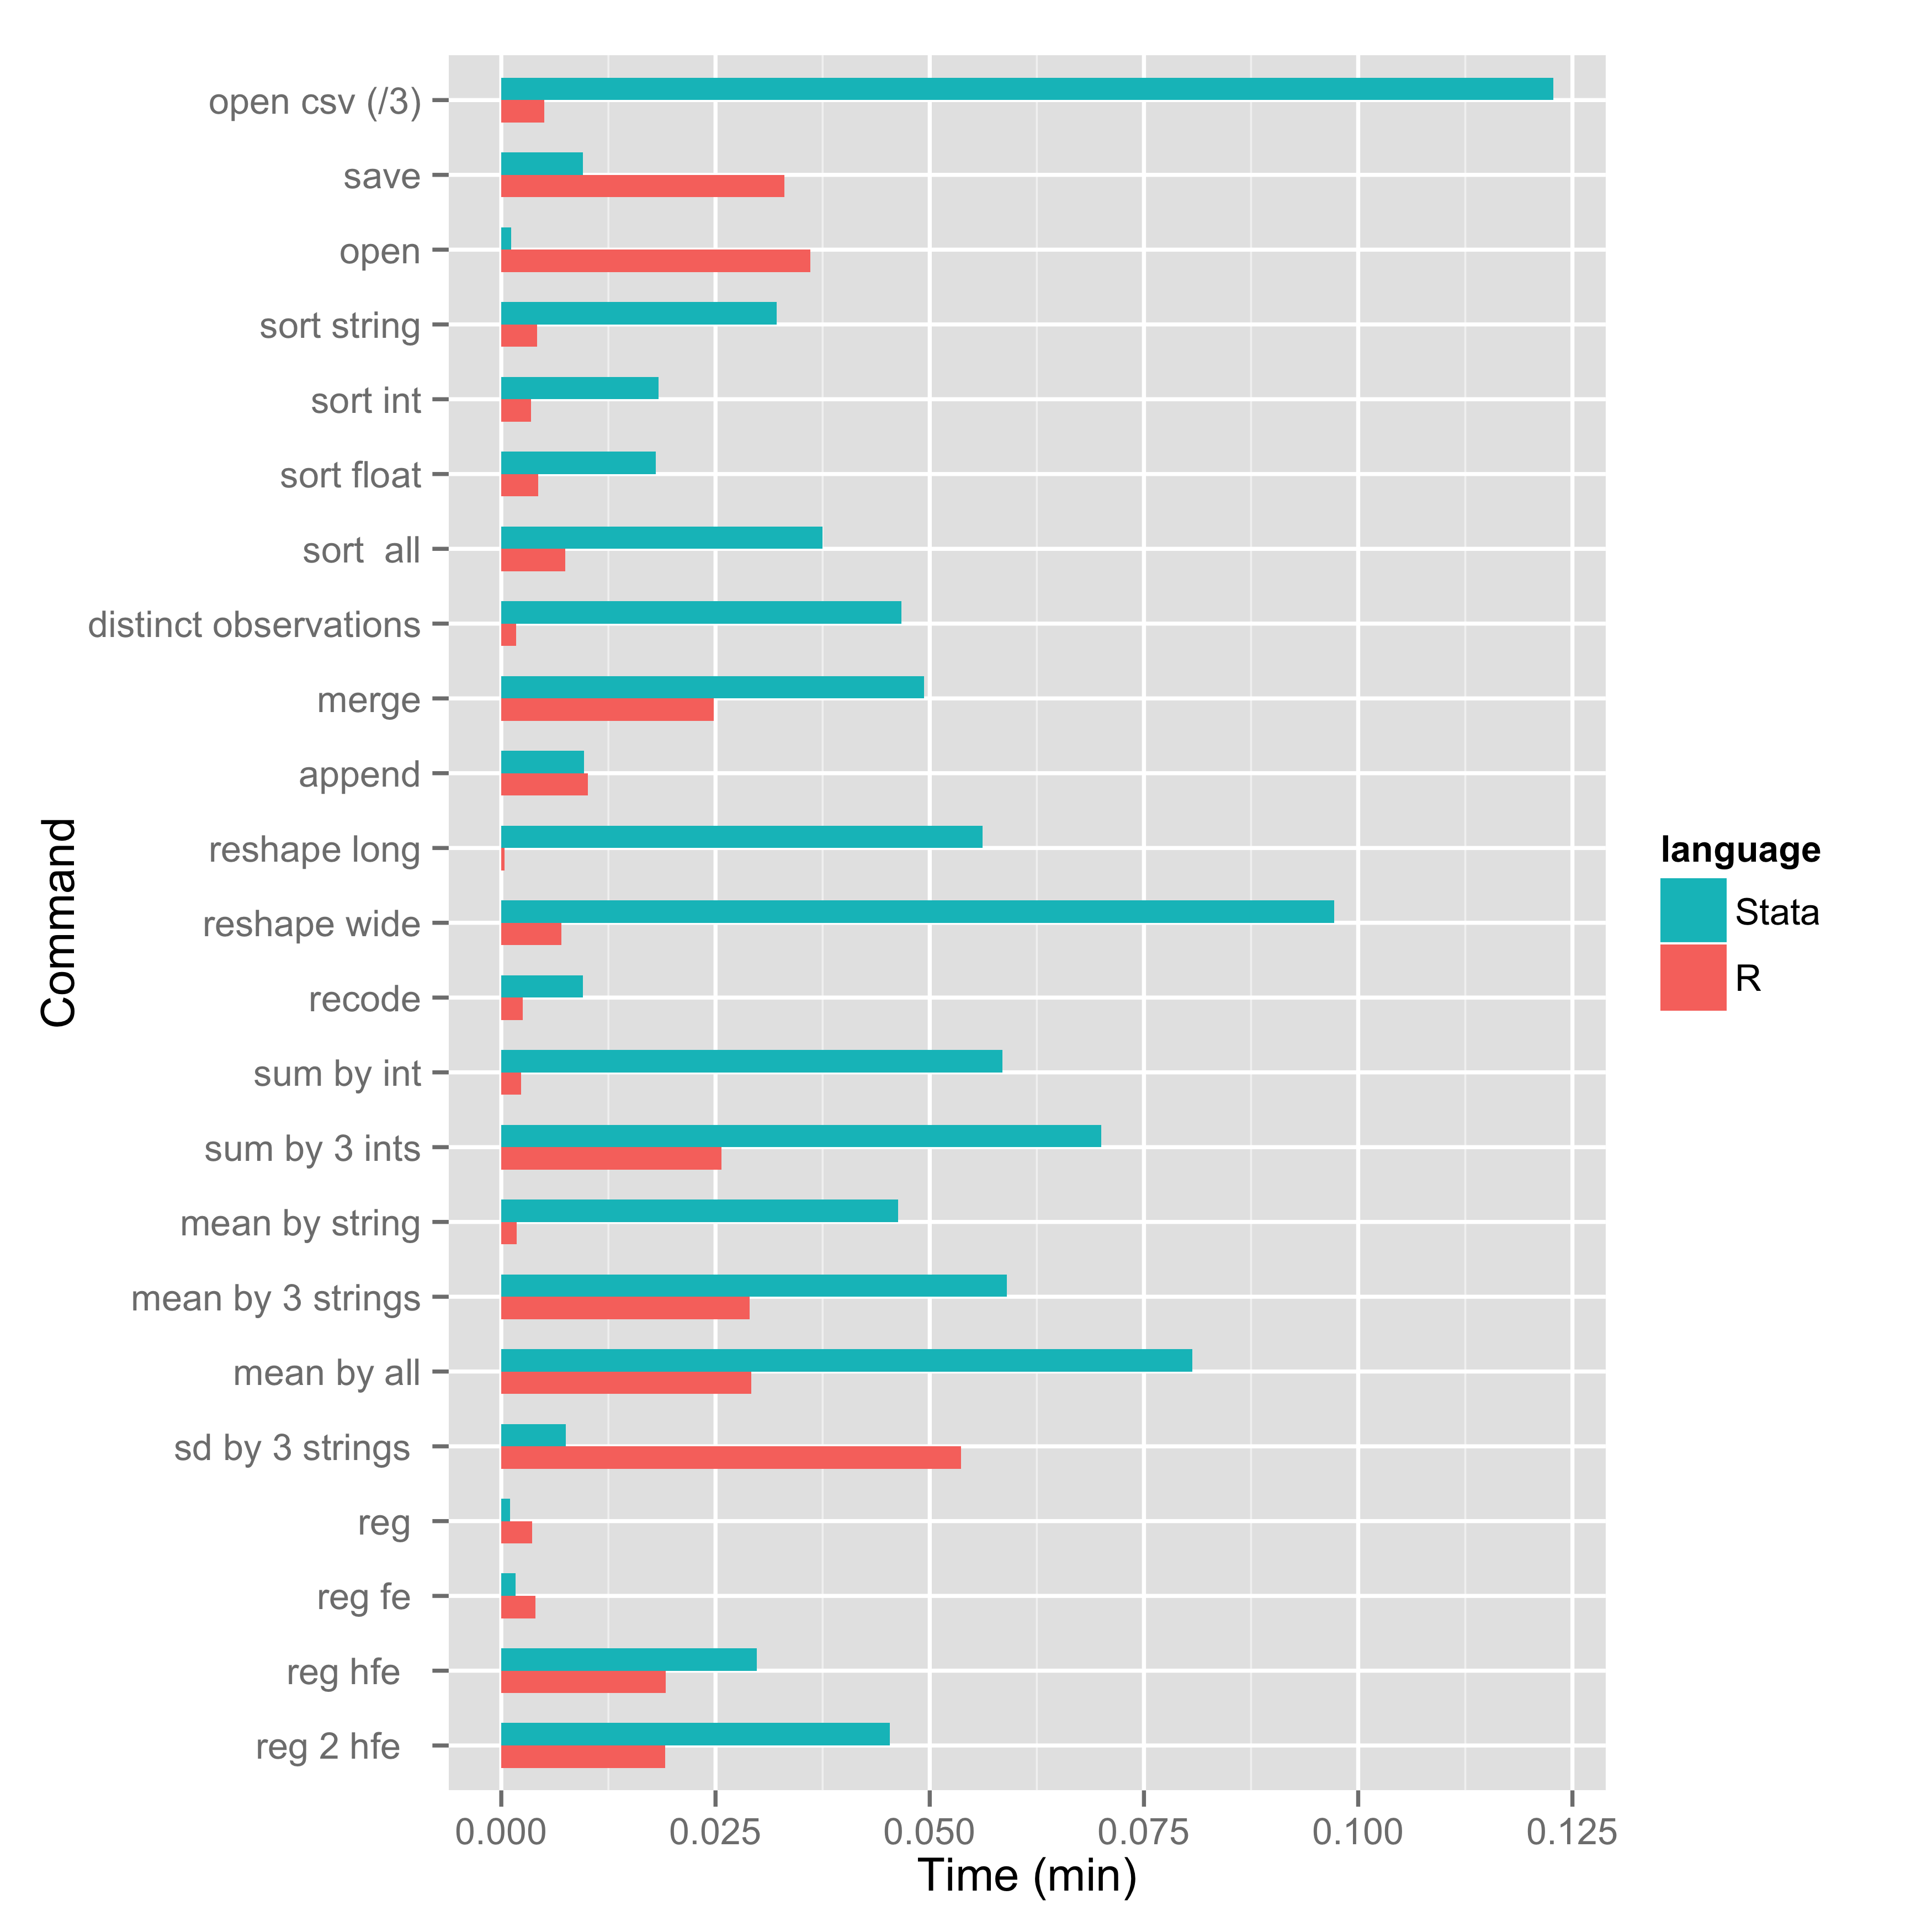 open csv (/3)
save
open
sort string
sort int
sort float
sort  all
distinct observations
merge
append
reshape long
reshape wide
recode
sum by int
sum by 3 ints
mean by string
mean by 3 strings
mean by all
sd by 3 strings
reg
reg fe
reg hfe
reg 2 hfe
Command
0.000 0.025 0.050 0.075 0.100 0.125
Time (min)
language
Stata
R